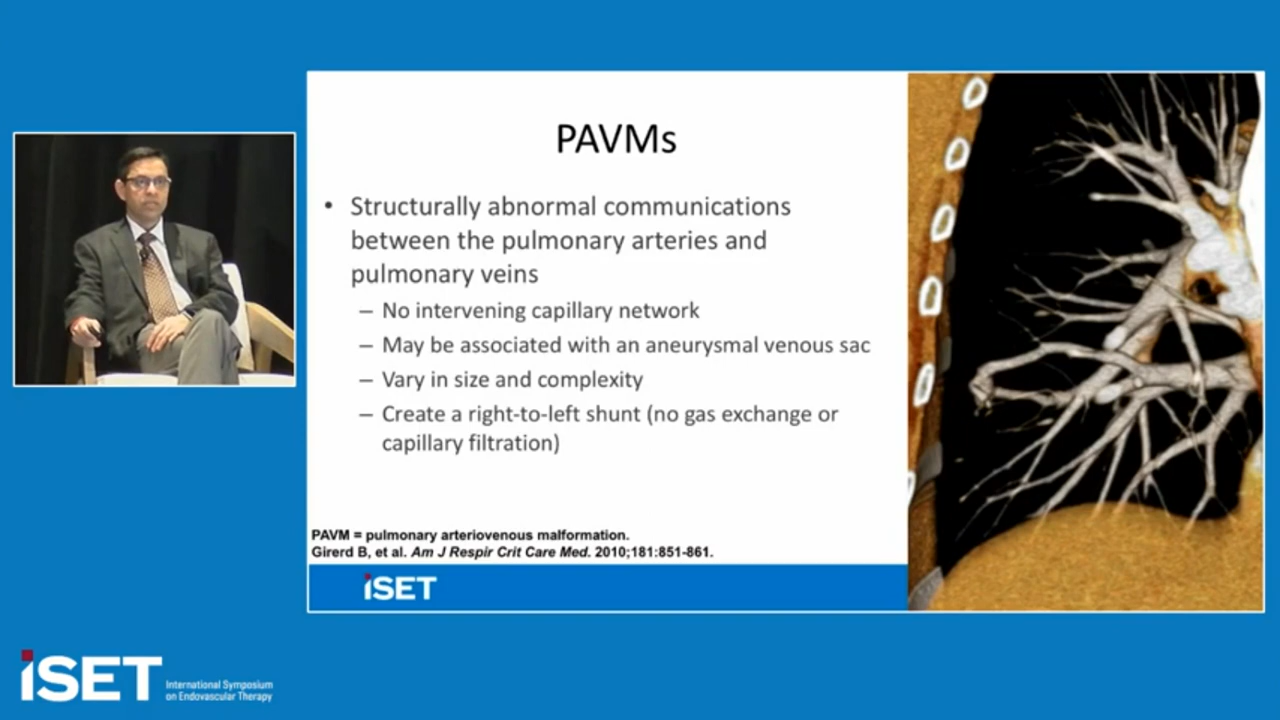 PAVMs
• Structurally abnormal communications
between the pulmonary arteries and
pulmonary veins
– No intervening capillary network
– May be associated with an aneurysmal venous sac
– Vary in size and complexity
– Create a right-to-left shunt (no gas exchange or
capillary filtration)
PAVM = pulmonary arteriovenous malformation.
Girerd B, et al. Am J Respir Crit Care Med. 2010;181:851-861.
iSET
iSET
International Symposium
on Endovascular Therapy